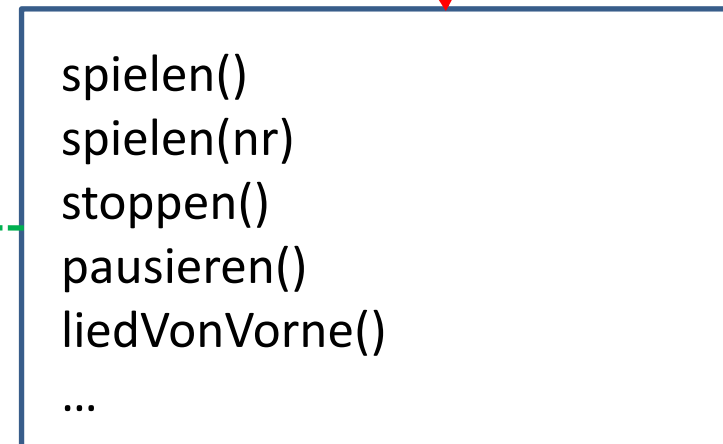 spielen()
spielen(nr)
stoppen()
pausieren()
liedVonVorne()
…